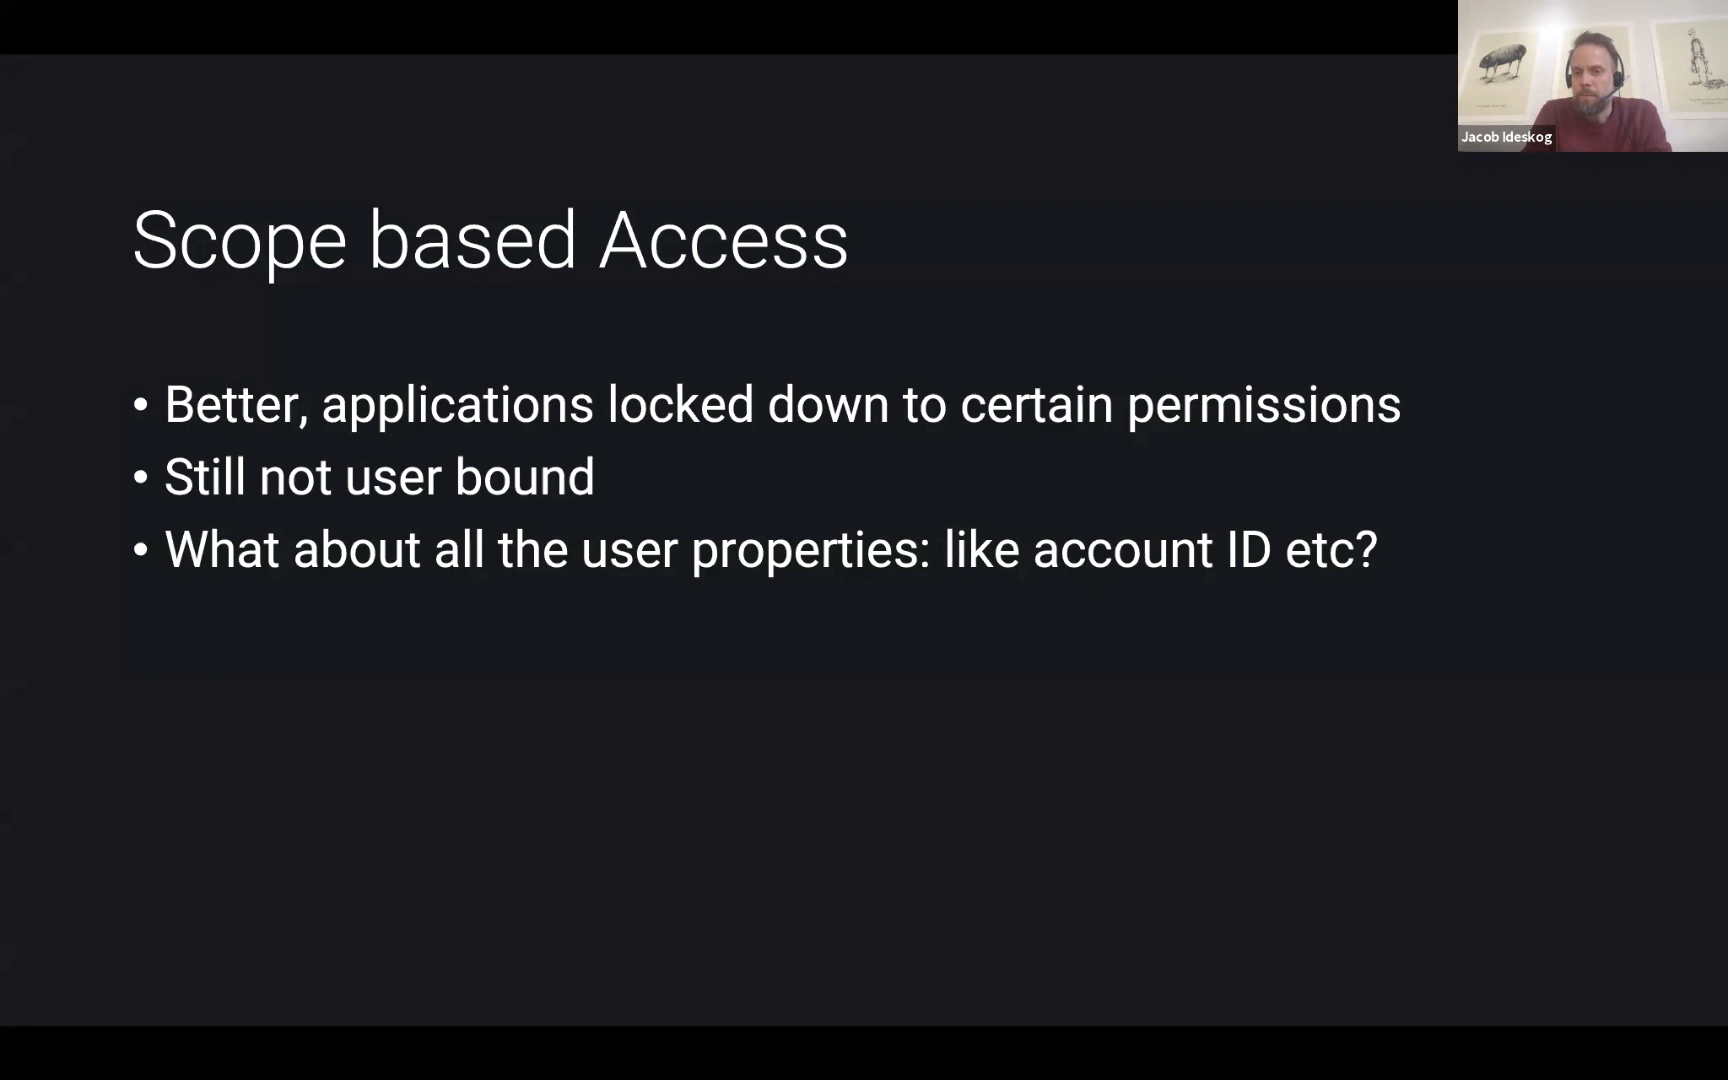 Jacob Ideskog
Scope based Access
• Better, applications locked down to certain permissions
• Still not user bound
• What about all the user properties: like account ID etc?